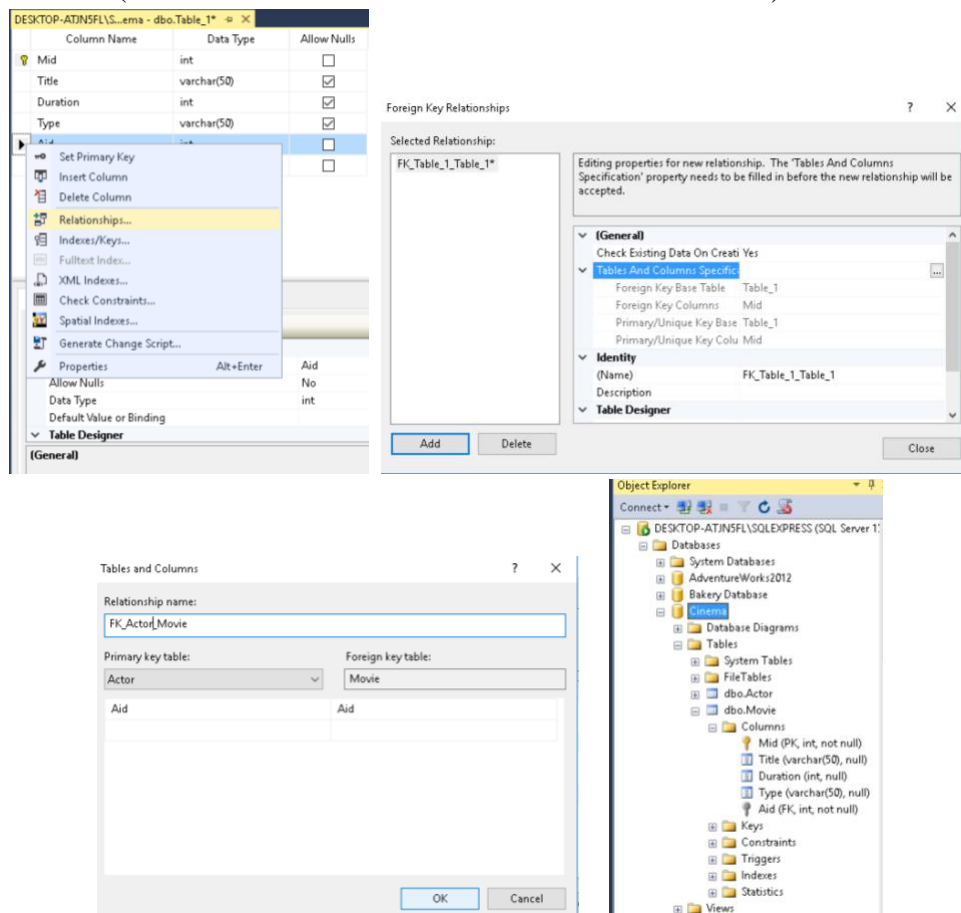 DESKTOP-ATJN5FL\S...ema - dbo.Table_1*
Column Name Data Type Allow Nulls
Mid int
Title varchar(50)
Duration int
Type varchar(50)
Set Primary Key
Insert Column
Delete Column
Relationships...
Indexes/Keys...
Fulltext Index...
XML Indexes...
Check Constraints...
Spatial Indexes...
Generate Change Script...
Properties Alt+Enter Aid
Allow Nulls No
Data Type int
Default Value or Binding
Table Designer
(General)
Foreign Key Relationships ?
Selected Relationship:
FK_Table_1_Table_1*
Editing properties for new relationship. The 'Tables And Columns
Specification' property needs to be filled in before the new relationship will be
accepted.
(General)
Check Existing Data On Creati Yes
Tables And Columns Specific ...
Foreign Key Base Table Table_1
Foreign Key Columns Mid
Primary/Unique Key Base Table_1
Primary/Unique Key Colu Mid
Identity
(Name) FK_Table_1_Table_1
Description
Table Designer
Add Delete
Close
Tables and Columns ?
Relationship name:
FK_Actor_Movie
Primary key table: Foreign key table:
Actor Movie
Aid Aid
OK Cancel
Object Explorer
Connect
DESKTOP-ATJN5FL\SQLEXPRESS (SQL Server 1
Databases
System Databases
AdventureWorks2012
Bakery Database
Cinema
Database Diagrams
Tables
System Tables
FileTables
dbo.Actor
dbo.Movie
Columns
Mid (PK, int, not null)
Title (varchar(50), null)
Duration (int, null)
Type (varchar(50), null)
Aid (FK, int, not null)
Keys
Constraints
Triggers
Indexes
Statistics
Views